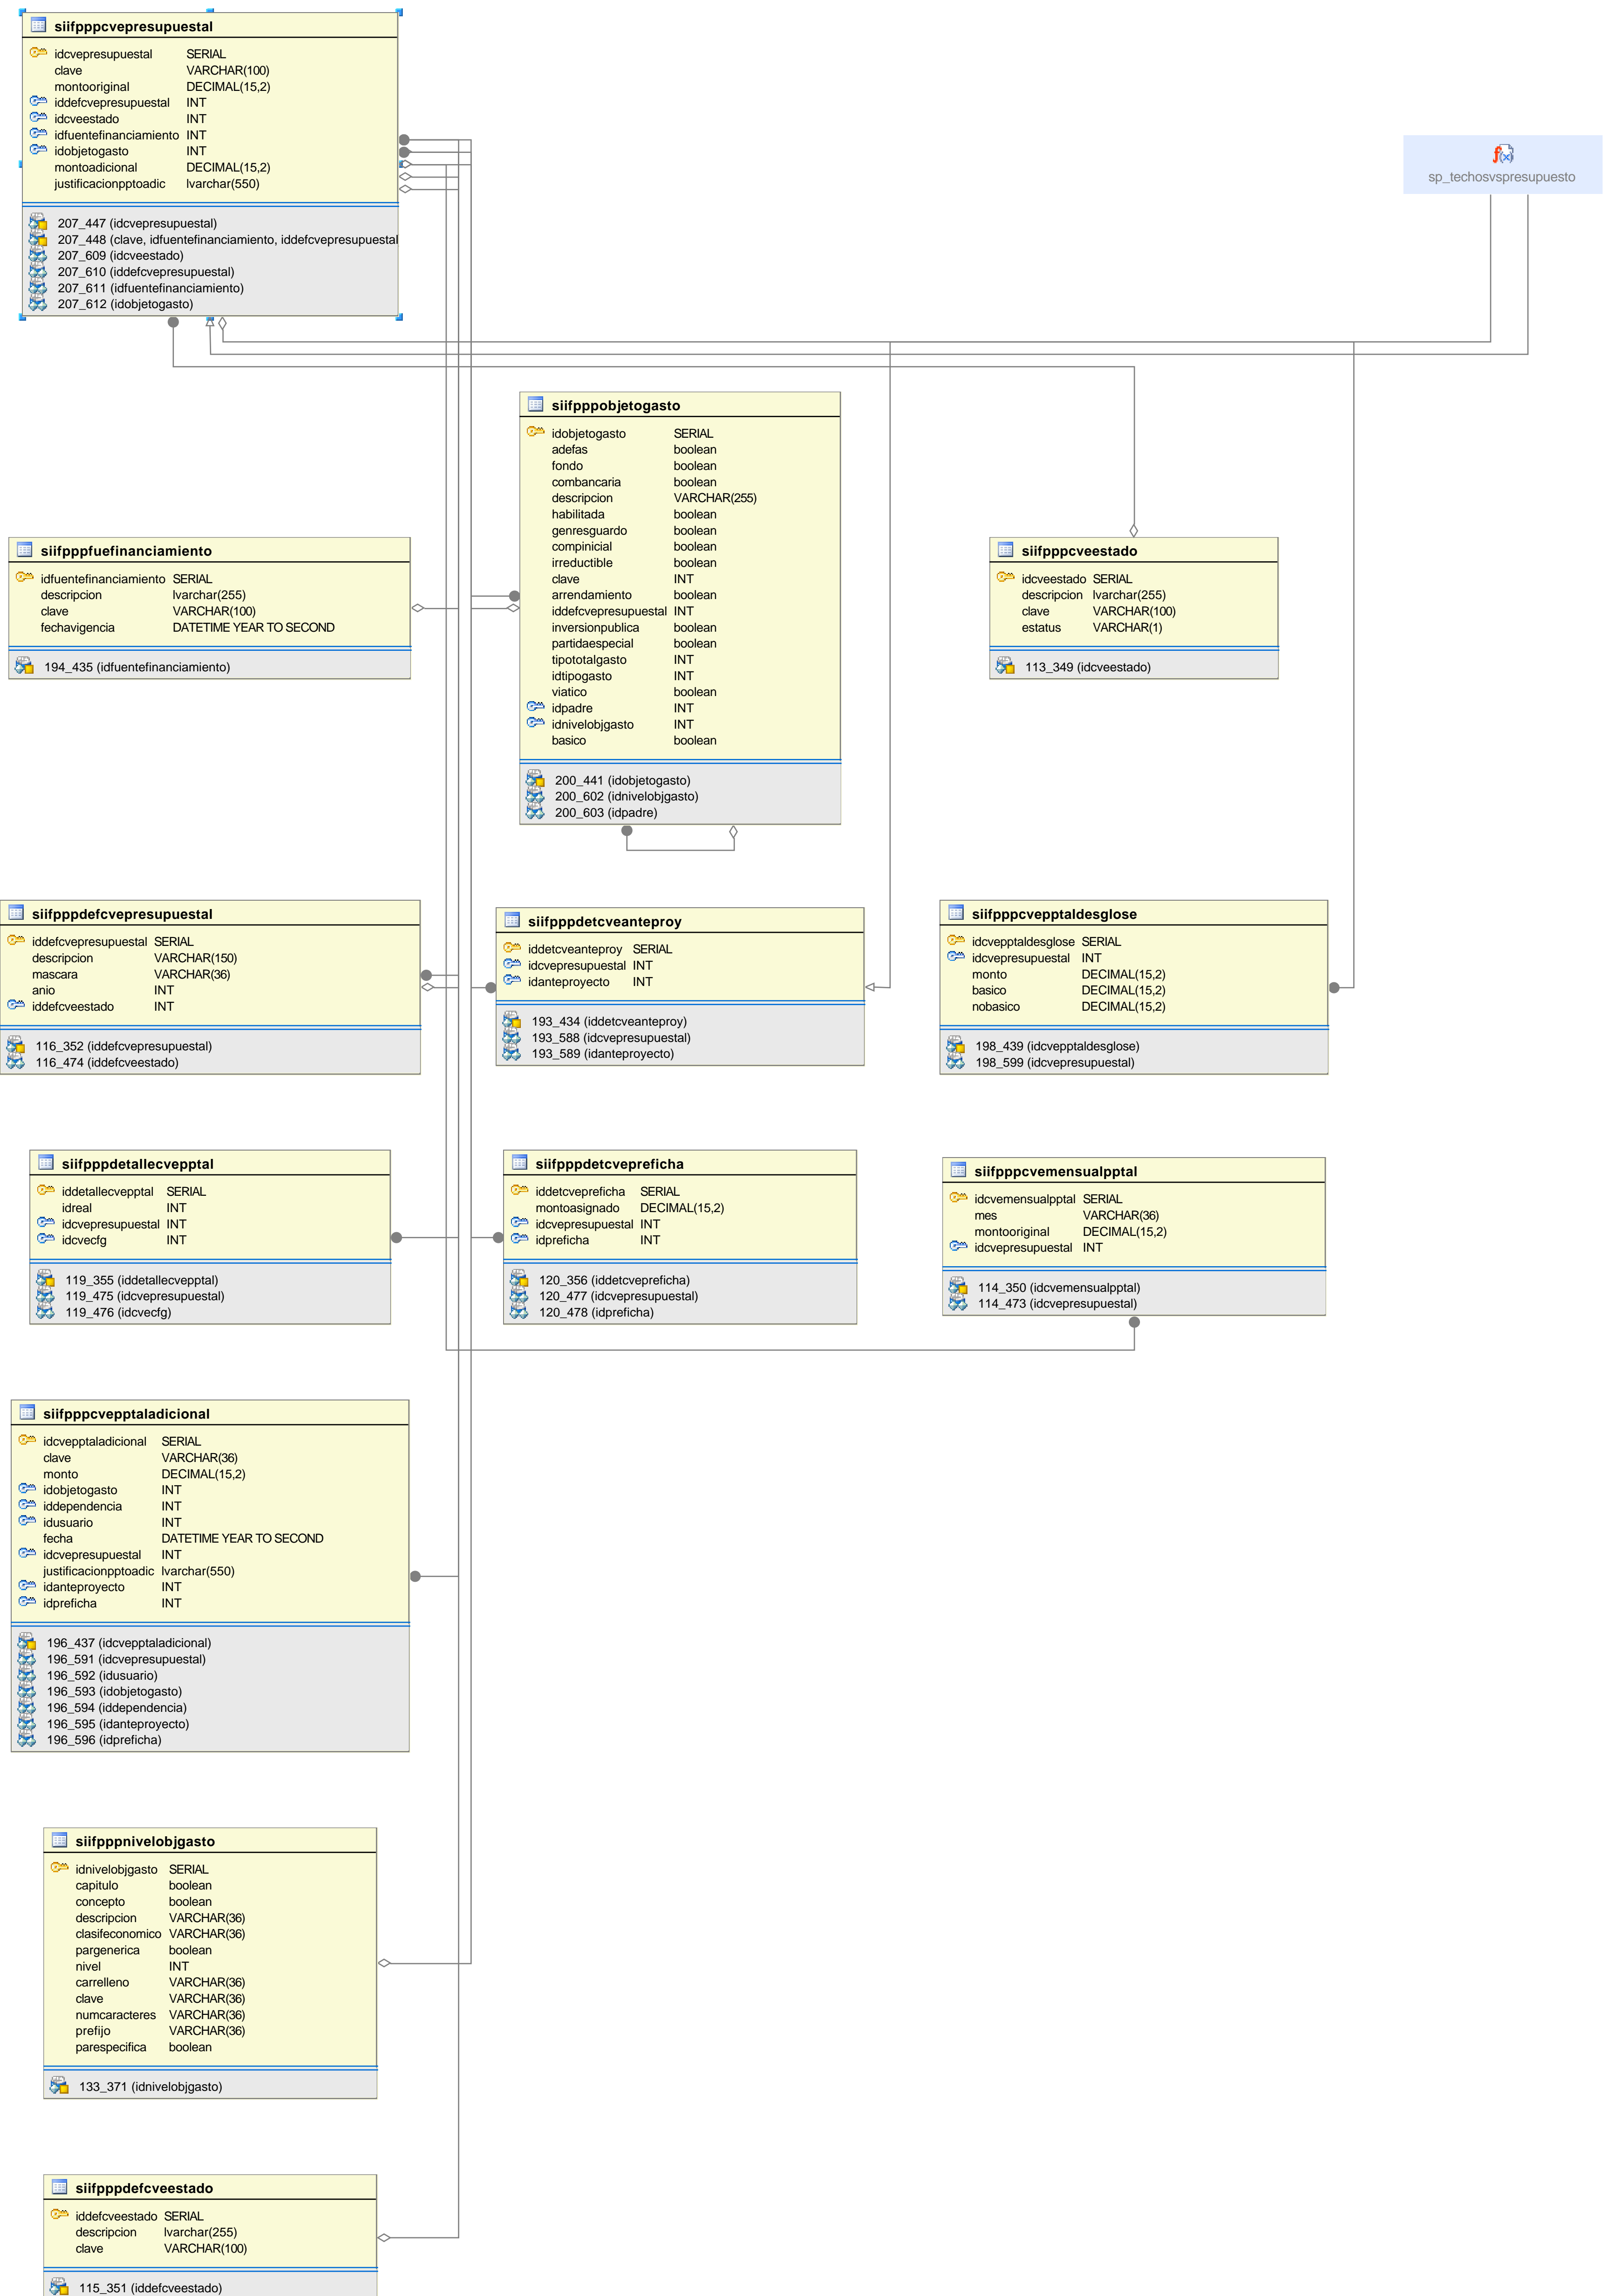 siifpppcvepresupuestal
idcvepresupuestal SERIAL
clave VARCHAR(100)
montooriginal DECIMAL(15,2)
iddefcvepresupuestal INT
idcveestado INT
idfuentefinanciamiento INT
idobjetogasto INT
montoadicional DECIMAL(15,2)
justificacionpptoadic lvarchar(550)
207_447 (idcvepresupuestal)
207_448 (clave, idfuentefinanciamiento, iddefcvepresupuestal
207_609 (idcveestado)
207_610 (iddefcvepresupuestal)
207_611 (idfuentefinanciamiento)
207_612 (idobjetogasto)
sp_techosvspresupuesto
siifpppobjetogasto
idobjetogasto SERIAL
adefas boolean
fondo boolean
combancaria boolean
descripcion VARCHAR(255)
habilitada boolean
genresguardo boolean
compinicial boolean
irreductible boolean
clave INT
arrendamiento boolean
iddefcvepresupuestal INT
inversionpublica boolean
partidaespecial boolean
tipototalgasto INT
idtipogasto INT
viatico boolean
idpadre INT
idnivelobjgasto INT
basico boolean
200_441 (idobjetogasto)
200_602 (idnivelobjgasto)
200_603 (idpadre)
siifpppfuefinanciamiento
idfuentefinanciamiento SERIAL
descripcion lvarchar(255)
clave VARCHAR(100)
fechavigencia DATETIME YEAR TO SECOND
194_435 (idfuentefinanciamiento)
siifpppcveestado
idcveestado SERIAL
descripcion lvarchar(255)
clave VARCHAR(100)
estatus VARCHAR(1)
113_349 (idcveestado)
siifpppdefcvepresupuestal
iddefcvepresupuestal SERIAL
descripcion VARCHAR(150)
mascara VARCHAR(36)
anio INT
iddefcveestado INT
116_352 (iddefcvepresupuestal)
116_474 (iddefcveestado)
siifpppdetcveanteproy
iddetcveanteproy SERIAL
idcvepresupuestal INT
idanteproyecto INT
193_434 (iddetcveanteproy)
193_588 (idcvepresupuestal)
193_589 (idanteproyecto)
siifpppcvepptaldesglose
idcvepptaldesglose SERIAL
idcvepresupuestal INT
monto DECIMAL(15,2)
basico DECIMAL(15,2)
nobasico DECIMAL(15,2)
198_439 (idcvepptaldesglose)
198_599 (idcvepresupuestal)
siifpppdetallecvepptal
iddetallecvepptal SERIAL
idreal INT
idcvepresupuestal INT
idcvecfg INT
119_355 (iddetallecvepptal)
119_475 (idcvepresupuestal)
119_476 (idcvecfg)
siifpppdetcvepreficha
iddetcvepreficha SERIAL
montoasignado DECIMAL(15,2)
idcvepresupuestal INT
idpreficha INT
120_356 (iddetcvepreficha)
120_477 (idcvepresupuestal)
120_478 (idpreficha)
siifpppcvemensualpptal
idcvemensualpptal SERIAL
mes VARCHAR(36)
montooriginal DECIMAL(15,2)
idcvepresupuestal INT
114_350 (idcvemensualpptal)
114_473 (idcvepresupuestal)
siifpppcvepptaladicional
idcvepptaladicional SERIAL
clave VARCHAR(36)
monto DECIMAL(15,2)
idobjetogasto INT
iddependencia INT
idusuario INT
fecha DATETIME YEAR TO SECOND
idcvepresupuestal INT
justificacionpptoadic lvarchar(550)
idanteproyecto INT
idpreficha INT
196_437 (idcvepptaladicional)
196_591 (idcvepresupuestal)
196_592 (idusuario)
196_593 (idobjetogasto)
196_594 (iddependencia)
196_595 (idanteproyecto)
196_596 (idpreficha)
siifpppnivelobjgasto
idnivelobjgasto SERIAL
capitulo boolean
concepto boolean
descripcion VARCHAR(36)
clasifeconomico VARCHAR(36)
pargenerica boolean
nivel INT
carrelleno VARCHAR(36)
clave VARCHAR(36)
numcaracteres VARCHAR(36)
prefijo VARCHAR(36)
parespecifica boolean
133_371 (idnivelobjgasto)
siifpppdefcveestado
iddefcveestado SERIAL
descripcion lvarchar(255)
clave VARCHAR(100)
115_351 (iddefcveestado)